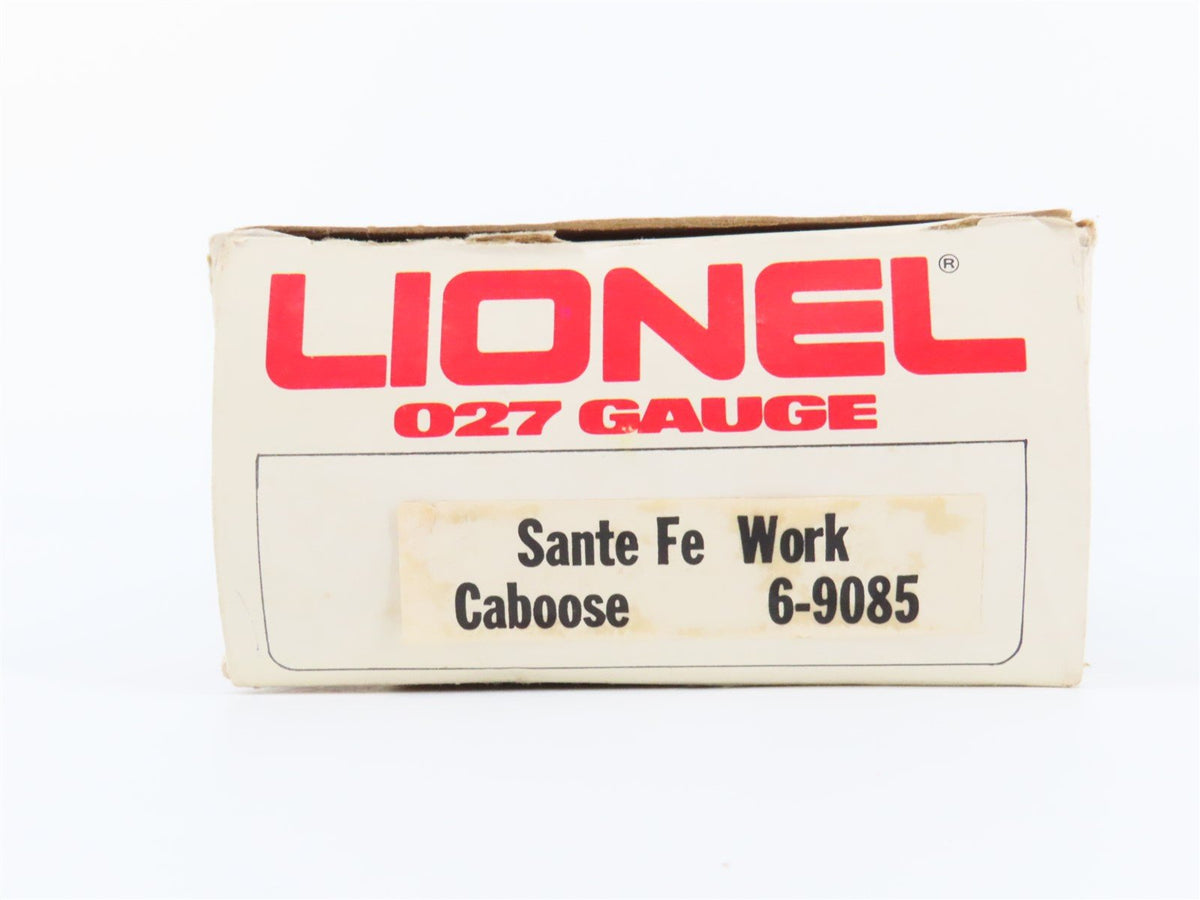 LIONEL®
027 GAUGE
Sante Fe Work
Caboose 6-9085